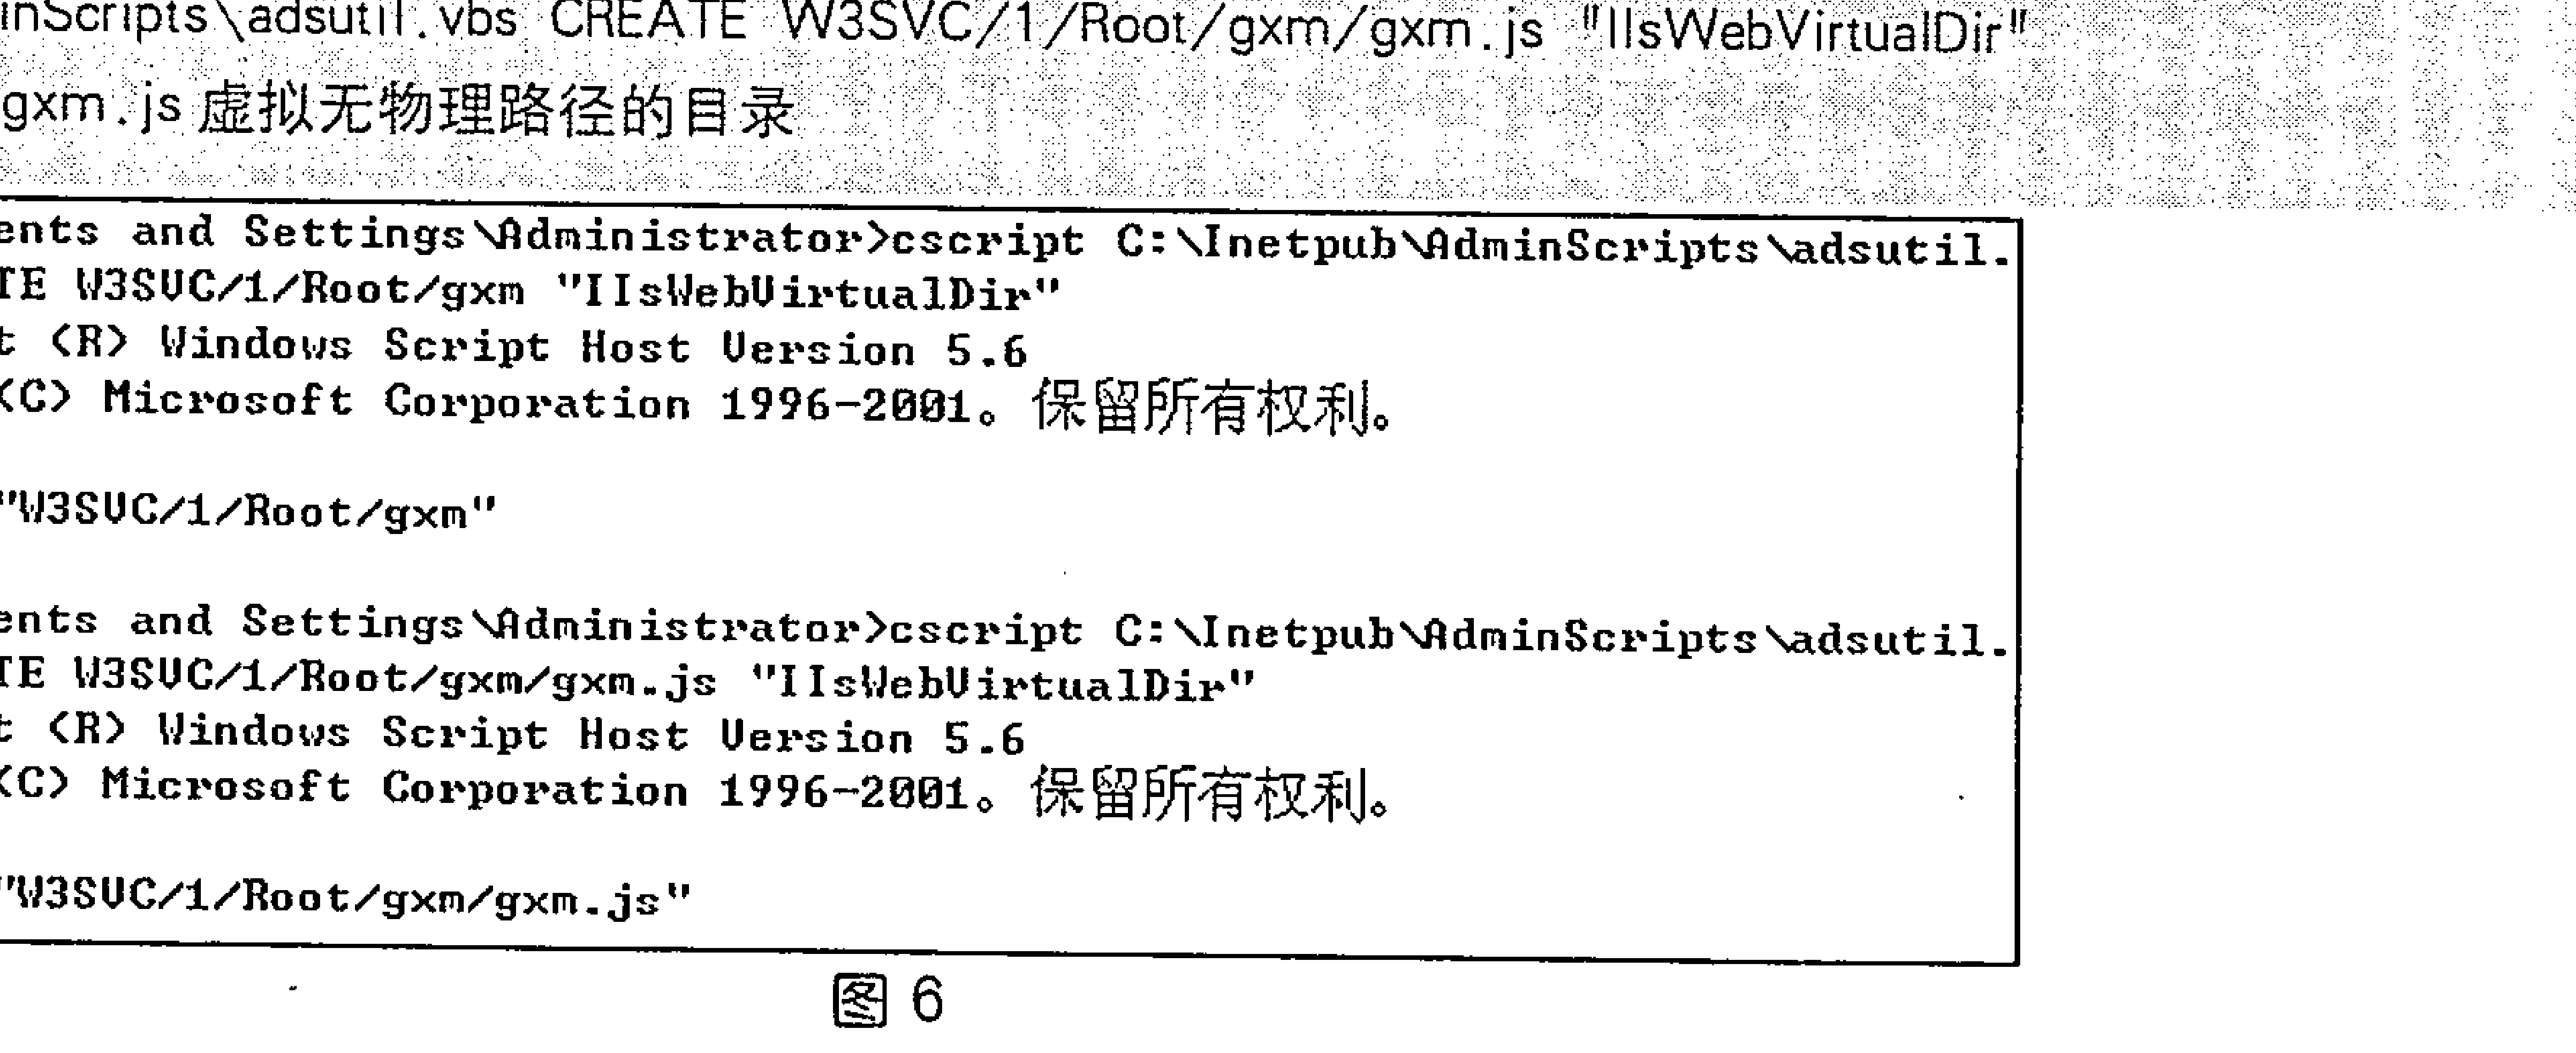 inScripts\adsutil.vbs CREATE W3SVC/1/Root/gxm/gxm.js "IIsWebVirtualDir"
gxm.js 虚拟无物理路径的目录
ents and Settings\Administrator>cscript C:\Inetpub\AdminScripts\adsutil.
TE W3SVC/1/Root/gxm "IIsWebVirtualDir"
t (R) Windows Script Host Version 5.6
(C) Microsoft Corporation 1996-2001。保留所有权利。
"W3SVC/1/Root/gxm"
ents and Settings\Administrator>cscript C:\Inetpub\AdminScripts\adsutil.
TE W3SVC/1/Root/gxm/gxm.js "IIsWebVirtualDir"
t (R) Windows Script Host Version 5.6
(C) Microsoft Corporation 1996-2001。保留所有权利。
"W3SVC/1/Root/gxm/gxm.js"
图 6